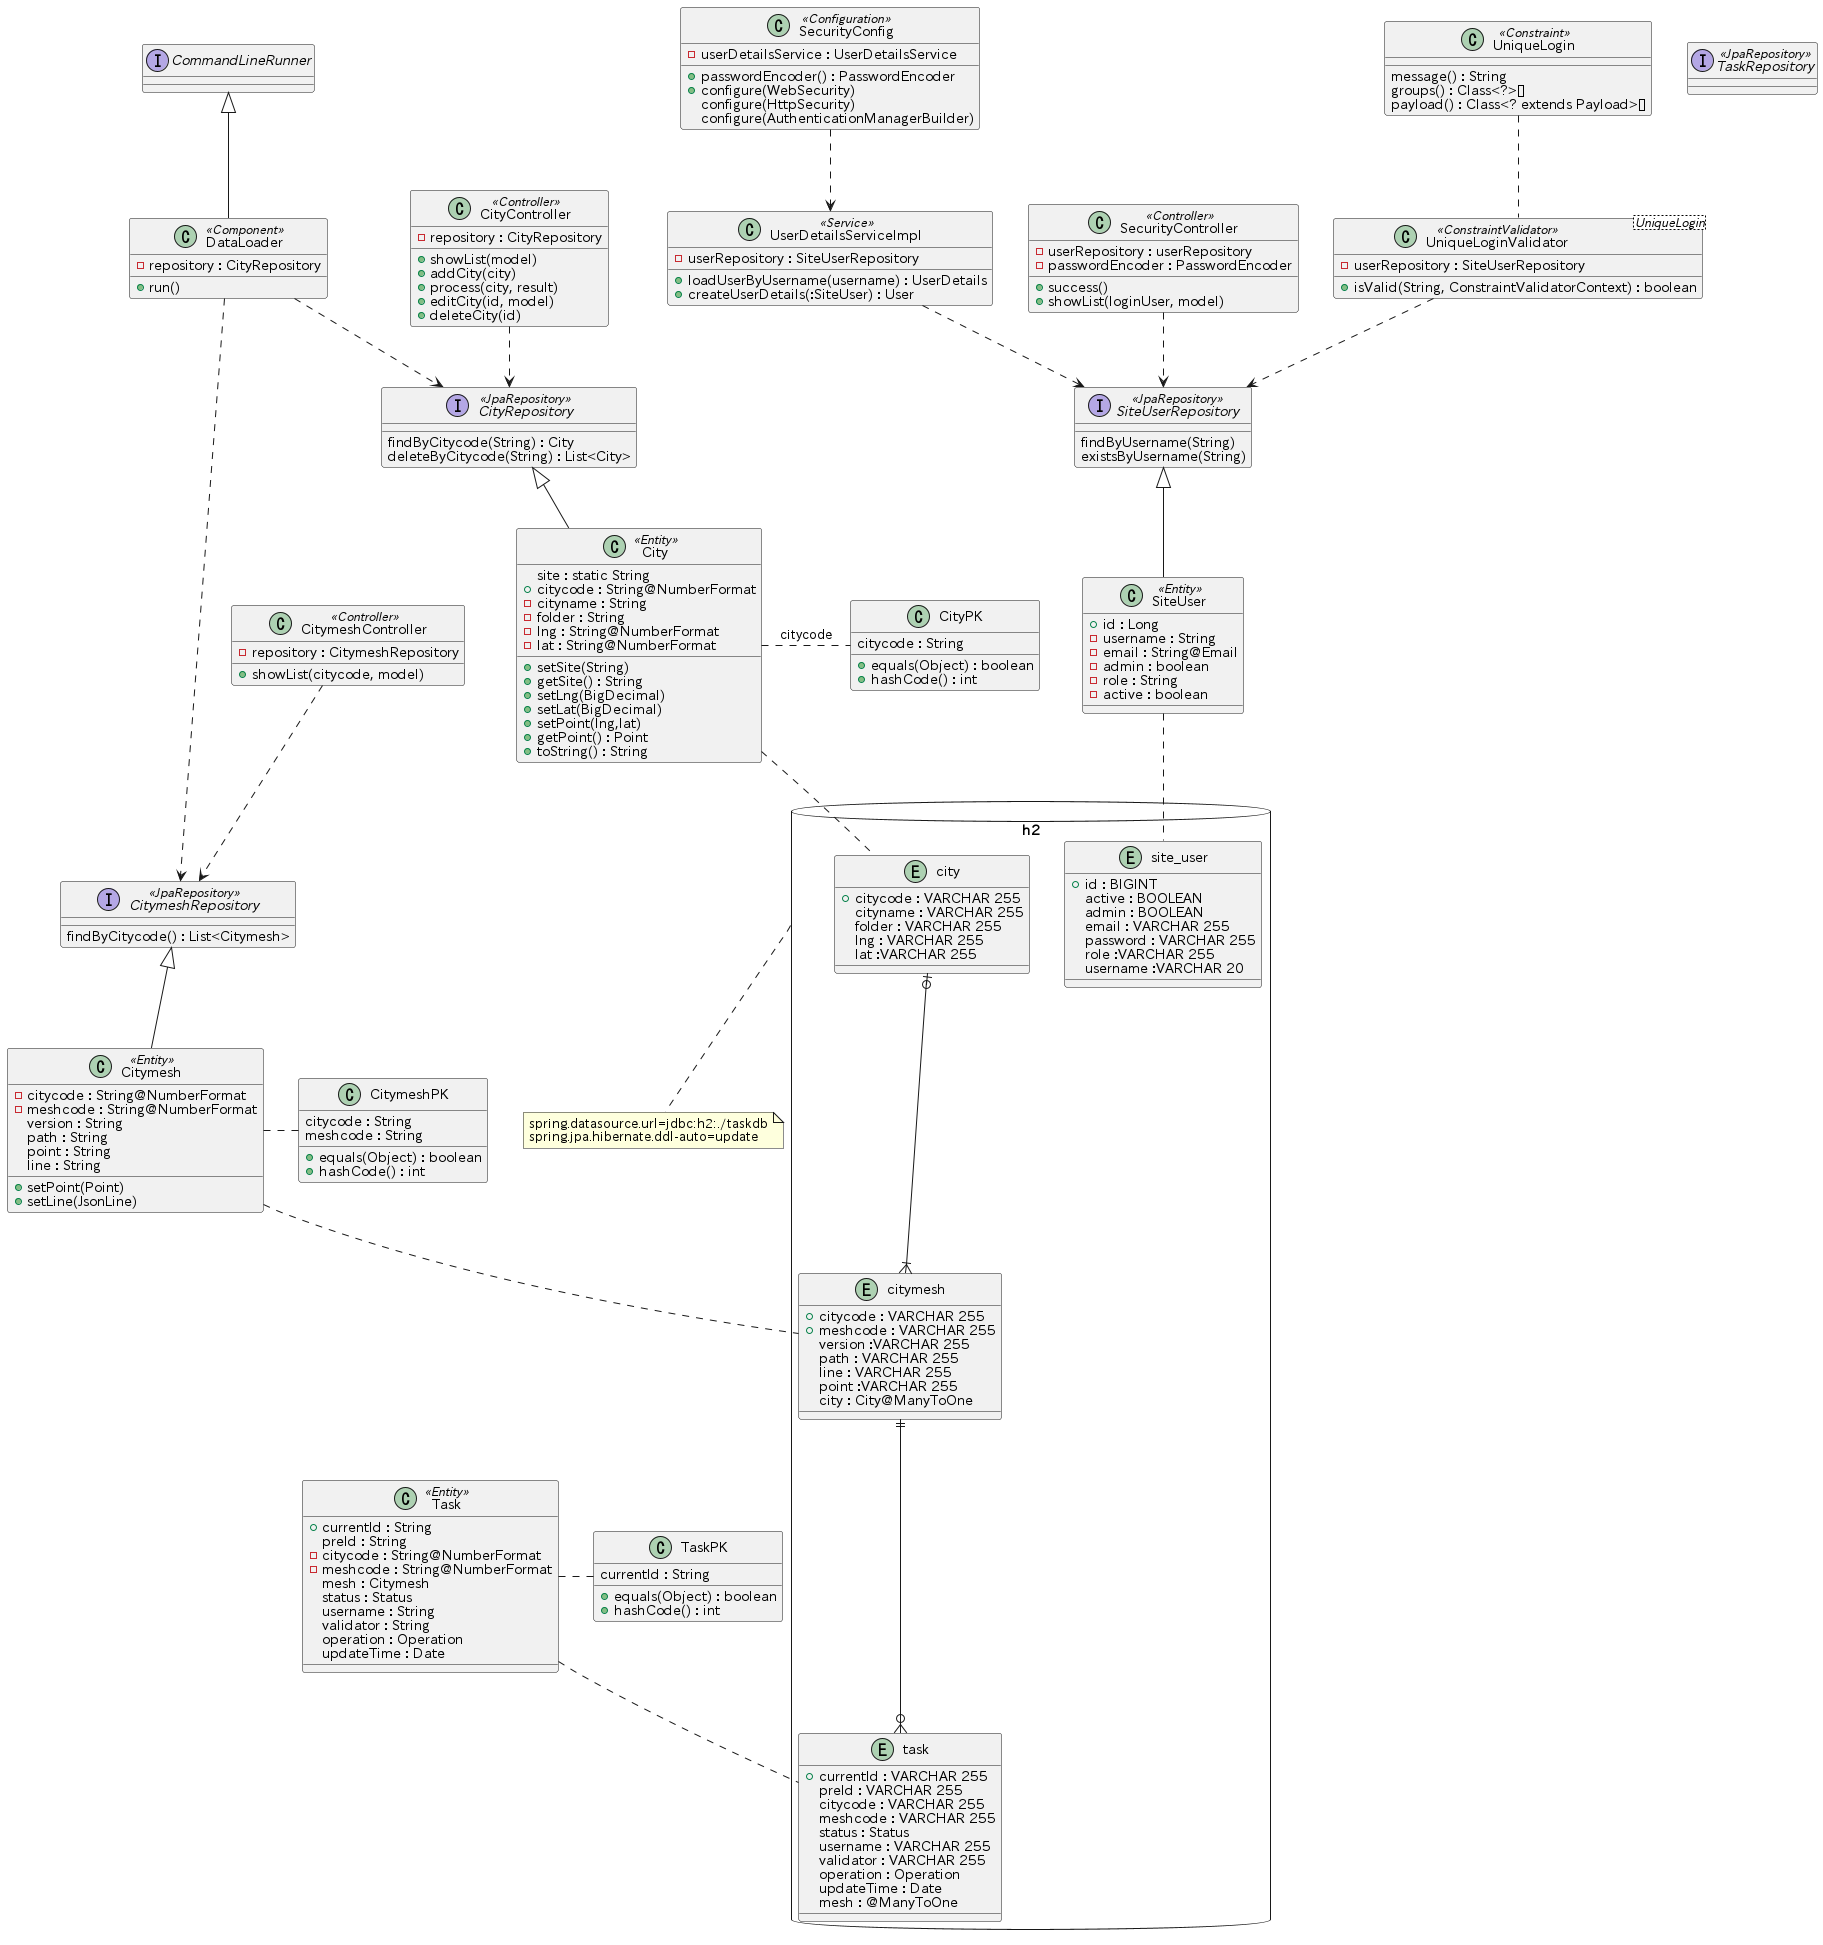 «Configuration»
SecurityConfig
userDetailsService : UserDetailsService
passwordEncoder() : PasswordEncoder
configure(WebSecurity)
configure(HttpSecurity)
configure(AuthenticationManagerBuilder)
«Constraint»
UniqueLogin
message() : String
groups() : Class<?>[]
payload() : Class<? extends Payload>[]
CommandLineRunner
«JpaRepository»
TaskRepository
«Component»
DataLoader
repository : CityRepository
run()
«Controller»
CityController
repository : CityRepository
showList(model)
addCity(city)
process(city, result)
editCity(id, model)
deleteCity(id)
«Service»
UserDetailsServiceImpl
userRepository : SiteUserRepository
loadUserByUsername(username) : UserDetails
createUserDetails(:SiteUser) : User
«Controller»
SecurityController
userRepository : userRepository
passwordEncoder : PasswordEncoder
success()
showList(loginUser, model)
UniqueLogin
«ConstraintValidator»
UniqueLoginValidator
userRepository : SiteUserRepository
isValid(String, ConstraintValidatorContext) : boolean
«JpaRepository»
CityRepository
findByCitycode(String) : City
deleteByCitycode(String) : List<City>
«JpaRepository»
SiteUserRepository
findByUsername(String)
existsByUsername(String)
«Entity»
City
site : static String
citycode : String@NumberFormat
cityname : String
folder : String
lng : String@NumberFormat
lat : String@NumberFormat
setSite(String)
getSite() : String
setLng(BigDecimal)
setLat(BigDecimal)
setPoint(lng,lat)
getPoint() : Point
toString() : String
citycode
CityPK
citycode : String
equals(Object) : boolean
hashCode() : int
«Entity»
SiteUser
id : Long
username : String
email : String@Email
admin : boolean
role : String
active : boolean
«Controller»
CitymeshController
repository : CitymeshRepository
showList(citycode, model)
h2
«JpaRepository»
CitymeshRepository
findByCitycode() : List<Citymesh>
city
citycode : VARCHAR 255
cityname : VARCHAR 255
folder : VARCHAR 255
lng : VARCHAR 255
lat :VARCHAR 255
site_user
id : BIGINT
active : BOOLEAN
admin : BOOLEAN
email : VARCHAR 255
password : VARCHAR 255
role :VARCHAR 255
username :VARCHAR 20
«Entity»
Citymesh
citycode : String@NumberFormat
meshcode : String@NumberFormat
version : String
path : String
point : String
line : String
setPoint(Point)
setLine(JsonLine)
CitymeshPK
citycode : String
meshcode : String
equals(Object) : boolean
hashCode() : int
spring.datasource.url=jdbc:h2:./taskdb
spring.jpa.hibernate.ddl-auto=update
citymesh
citycode : VARCHAR 255
meshcode : VARCHAR 255
version :VARCHAR 255
path : VARCHAR 255
line : VARCHAR 255
point :VARCHAR 255
city : City@ManyToOne
«Entity»
Task
currentId : String
preId : String
citycode : String@NumberFormat
meshcode : String@NumberFormat
mesh : Citymesh
status : Status
username : String
validator : String
operation : Operation
updateTime : Date
TaskPK
currentId : String
equals(Object) : boolean
hashCode() : int
task
currentId : VARCHAR 255
preId : VARCHAR 255
citycode : VARCHAR 255
meshcode : VARCHAR 255
status : Status
username : VARCHAR 255
validator : VARCHAR 255
operation : Operation
updateTime : Date
mesh : @ManyToOne